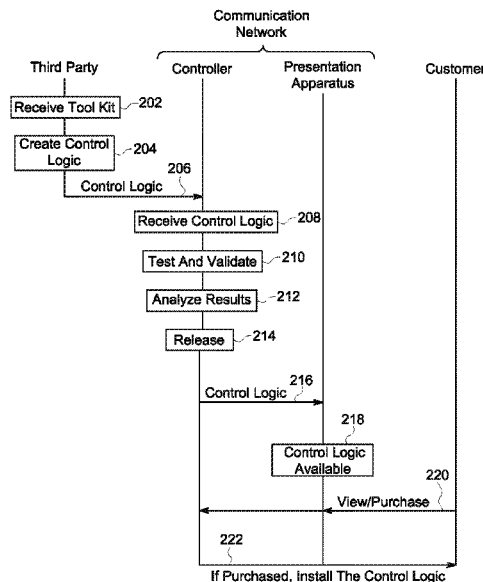 Communication
Network
Third Party
Controller
Presentation
Apparatus
Customer
Receive Tool Kit
202
Create Control
Logic
204
206
Control Logic
Receive Control Logic
208
Test And Validate
210
Analyze Results
212
Release
214
Control Logic
216
218
Control Logic
Available
220
View/Purchase
222
If Purchased, Install The Control Logic